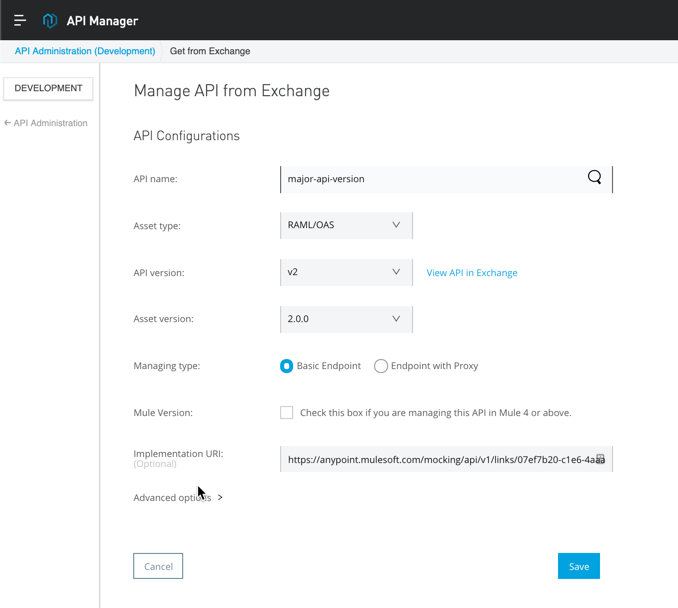 API Manager
API Administration (Development) Get from Exchange
DEVELOPMENT
← API Administration
Manage API from Exchange
API Configurations
API name: major-api-version
Asset type: RAML/OAS
API version: v2 View API in Exchange
Asset version: 2.0.0
Managing type: Basic Endpoint Endpoint with Proxy
Mule Version: Check this box if you are managing this API in Mule 4 or above.
Implementation URI: https://anypoint.mulesoft.com/mocking/api/v1/links/07ef7b20-c1e6-4aaa
(Optional)
Advanced options >
Cancel Save